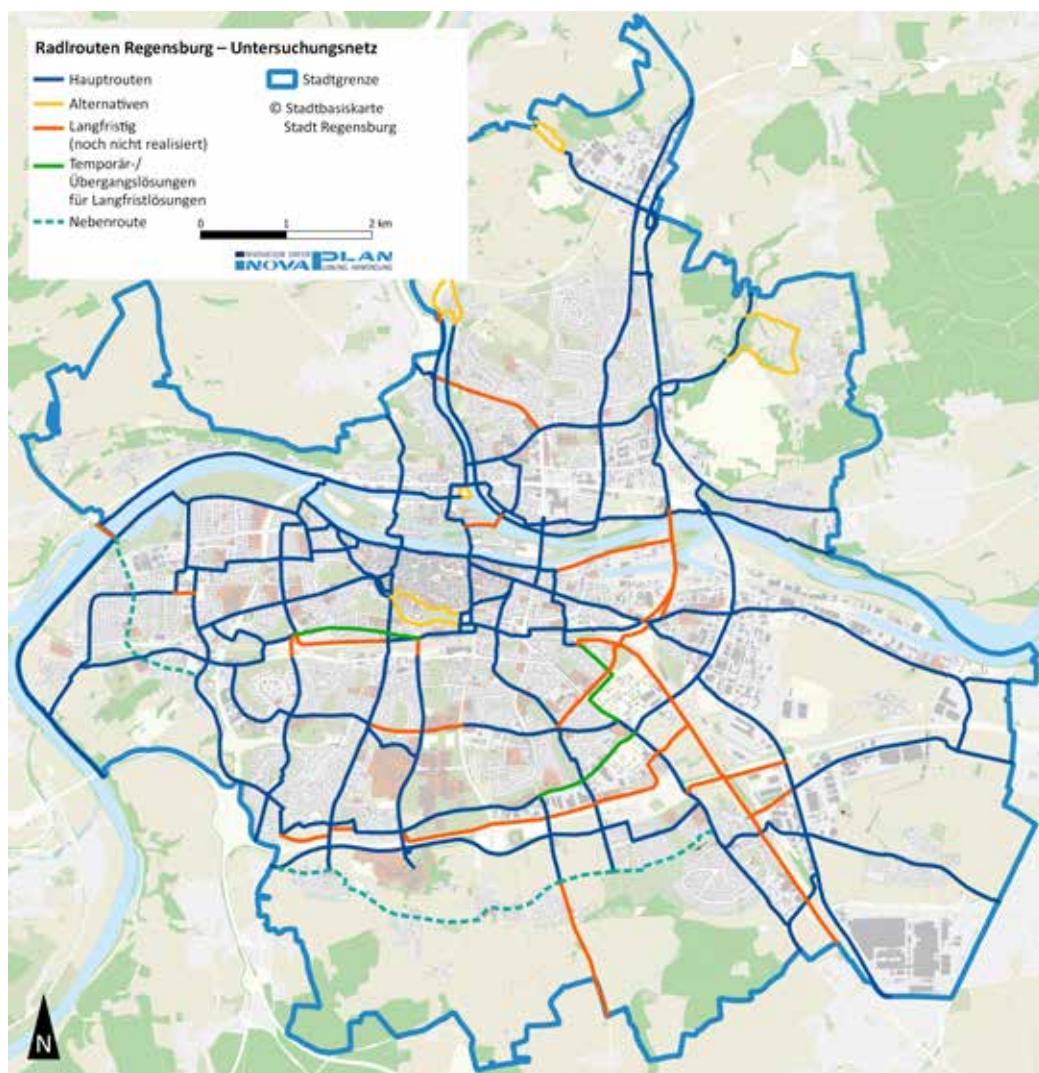 Radlrouten Regensburg – Untersuchungsnetz
Hauptrouten
Alternativen
Langfristig
(noch nicht realisiert)
Temporär-/
Übergangslösungen
für Langfristlösungen
Nebenroute
Stadtgrenze
© Stadtbasiskarte
Stadt Regensburg
0 1 2 km
NOVAPLAN
N